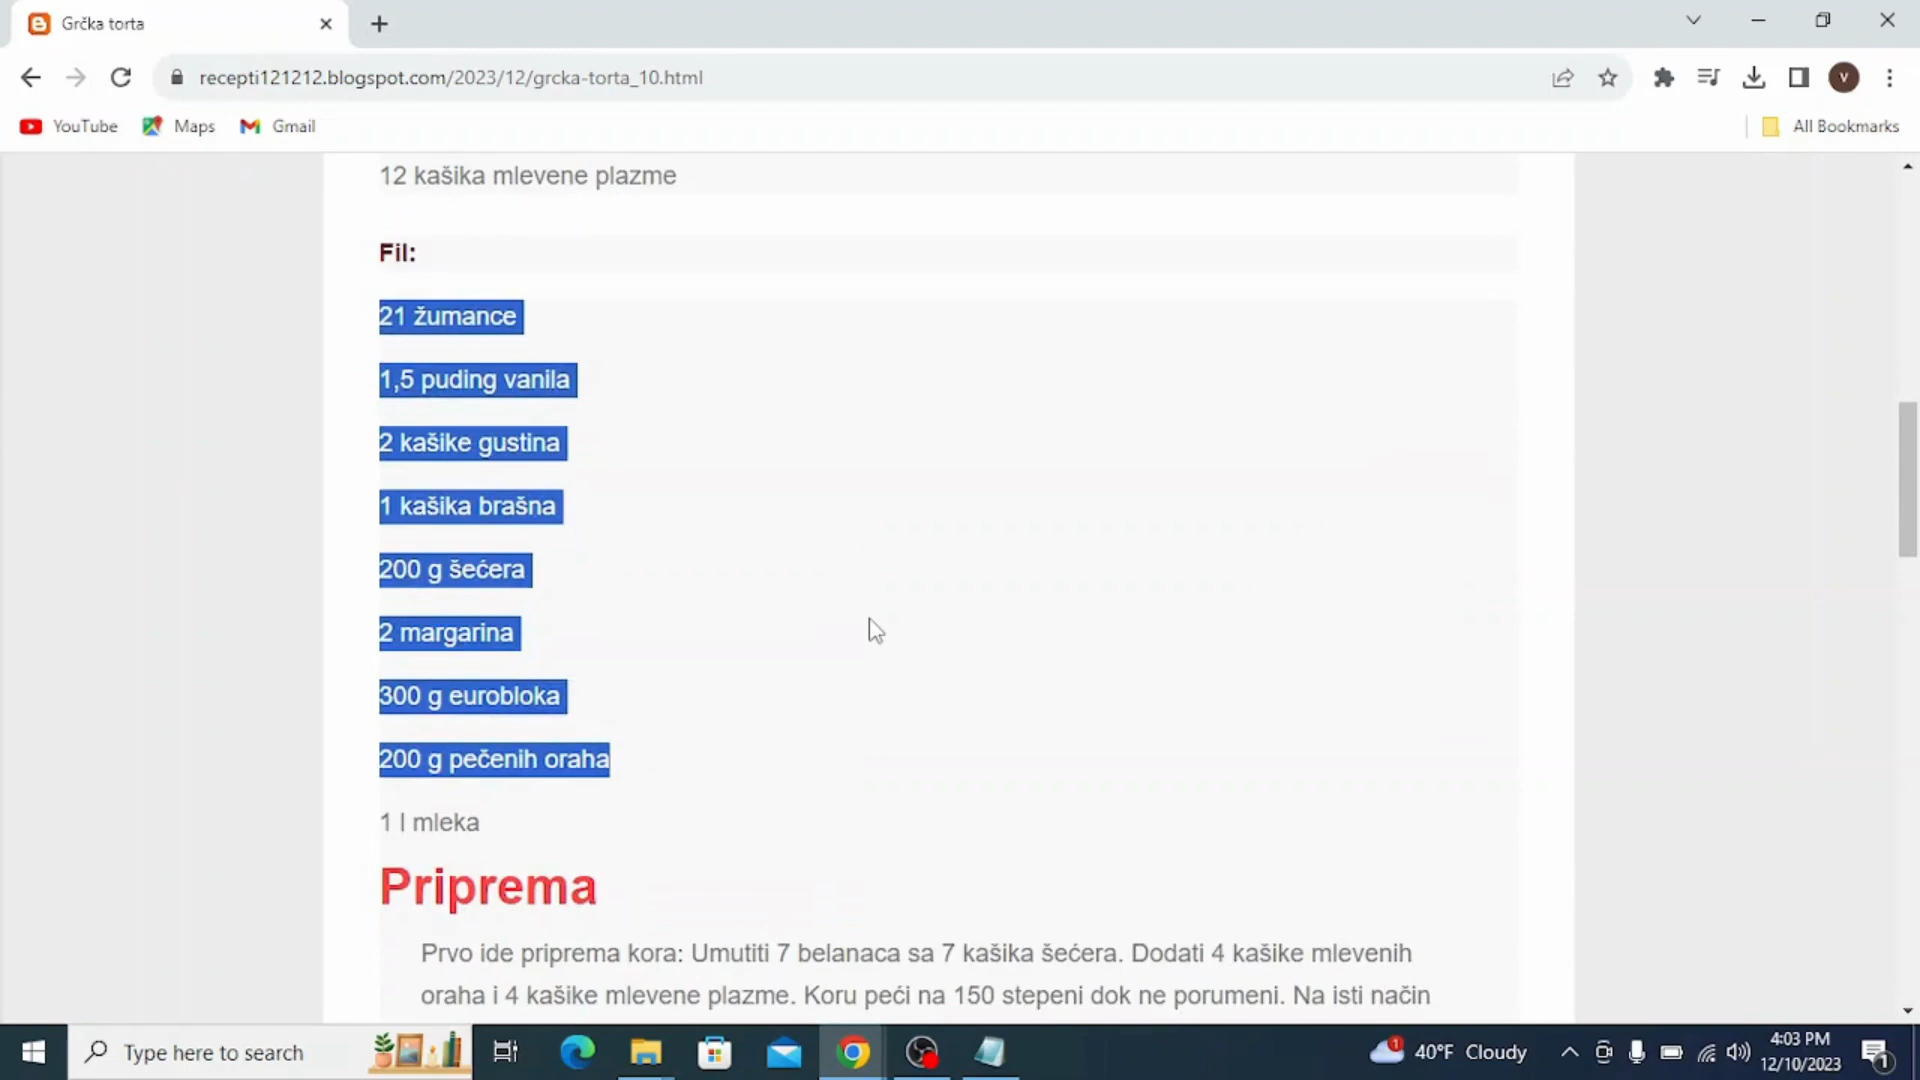 Grčka torta
recepti121212.blogspot.com/2023/12/grcka-torta_10.html
V
YouTube
Maps
Gmail
All Bookmarks
12 kašika mlevene plazme
Fil:
21 žumance
1,5 puding vanila
2 kašike gustina
1 kašika brašna
200 g šećera
2 margarina
300 g eurobloka
200 g pečenih oraha
1 l mleka
Priprema
Prvo ide priprema kora: Umutiti 7 belanaca sa 7 kašika šećera. Dodati 4 kašike mlevenih
oraha i 4 kašike mlevene plazme. Koru peći na 150 stepeni dok ne porumeni. Na isti način
Type here to search
1
40°F Cloudy
4:03 PM
12/10/2023
1